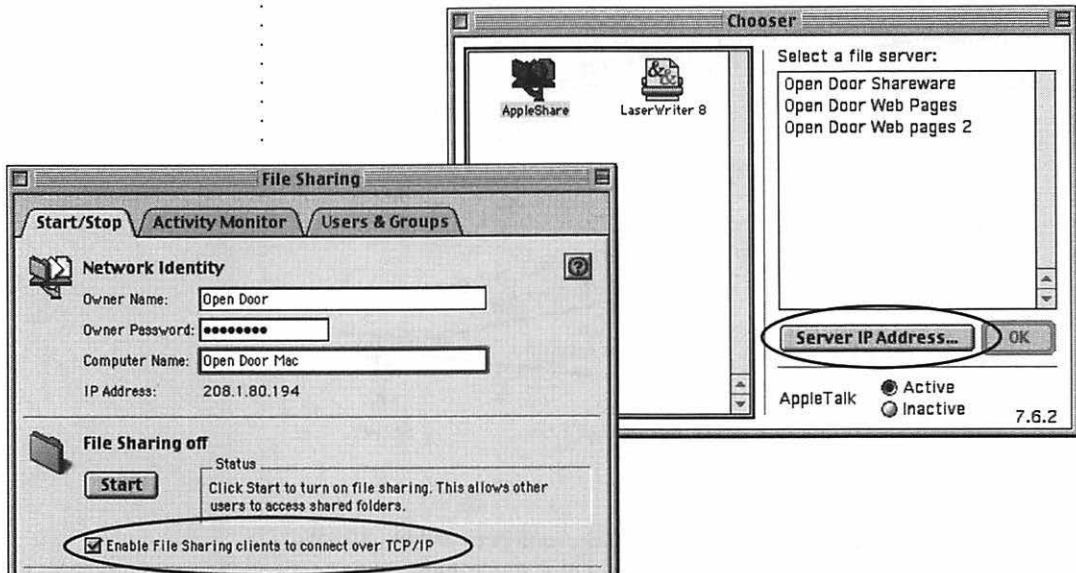 Chooser
AppleShare
LaserWriter 8
Select a file server:
Open Door Shareware
Open Door Web Pages
Open Door Web pages 2
Server IP Address...
OK
AppleTalk
Active
Inactive
7.6.2
File Sharing
Start/Stop
Activity Monitor
Users & Groups
Network Identity
Owner Name: Open Door
Owner Password: ••••••••
Computer Name: Open Door Mac
IP Address: 208.1.80.194
File Sharing off
Start
Status
Click Start to turn on file sharing. This allows other
users to access shared folders.
Enable File Sharing clients to connect over TCP/IP